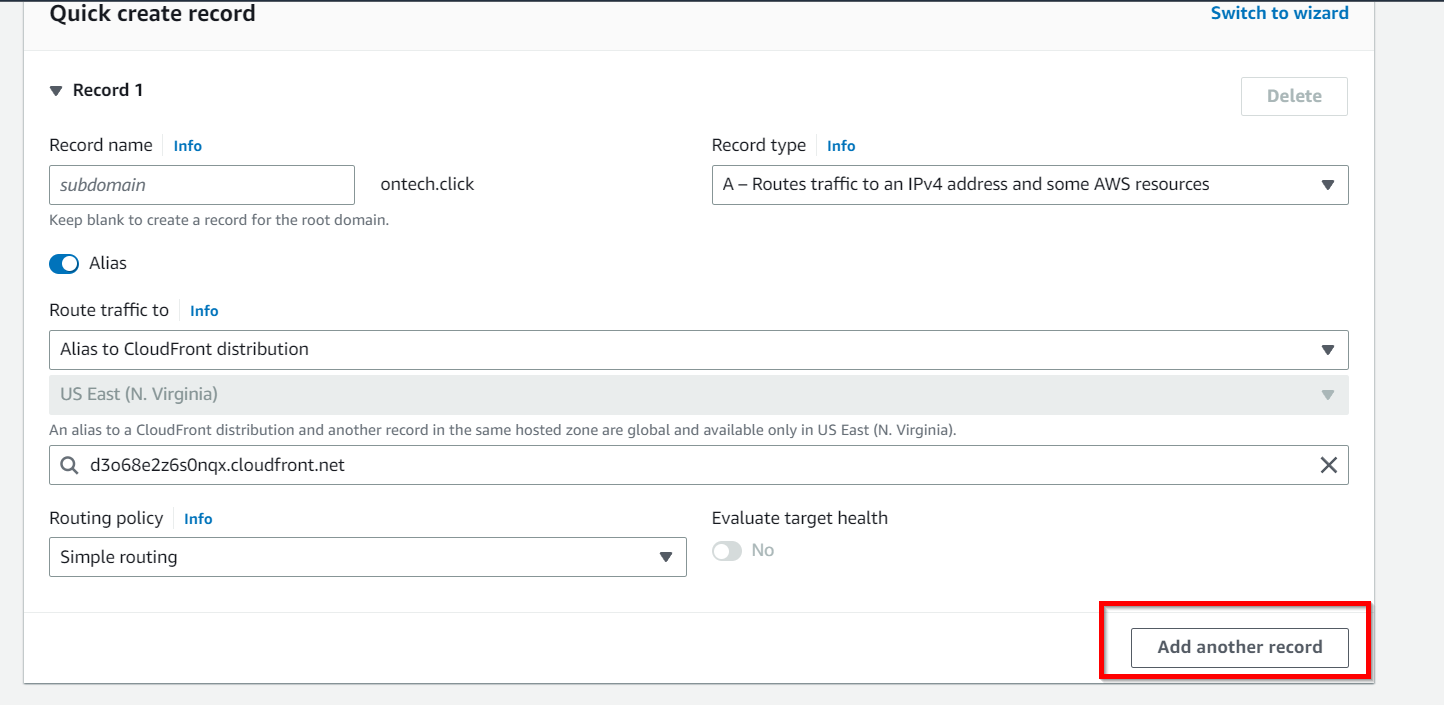 Quick create record
Switch to wizard
Record 1
Delete
Record name Info
Record type Info
subdomain
ontech.click
A – Routes traffic to an IPv4 address and some AWS resources
Keep blank to create a record for the root domain.
Alias
Route traffic to Info
Alias to CloudFront distribution
US East (N. Virginia)
An alias to a CloudFront distribution and another record in the same hosted zone are global and available only in US East (N. Virginia).
d3o68e2z6s0nqx.cloudfront.net
Routing policy Info
Evaluate target health
Simple routing
No
Add another record